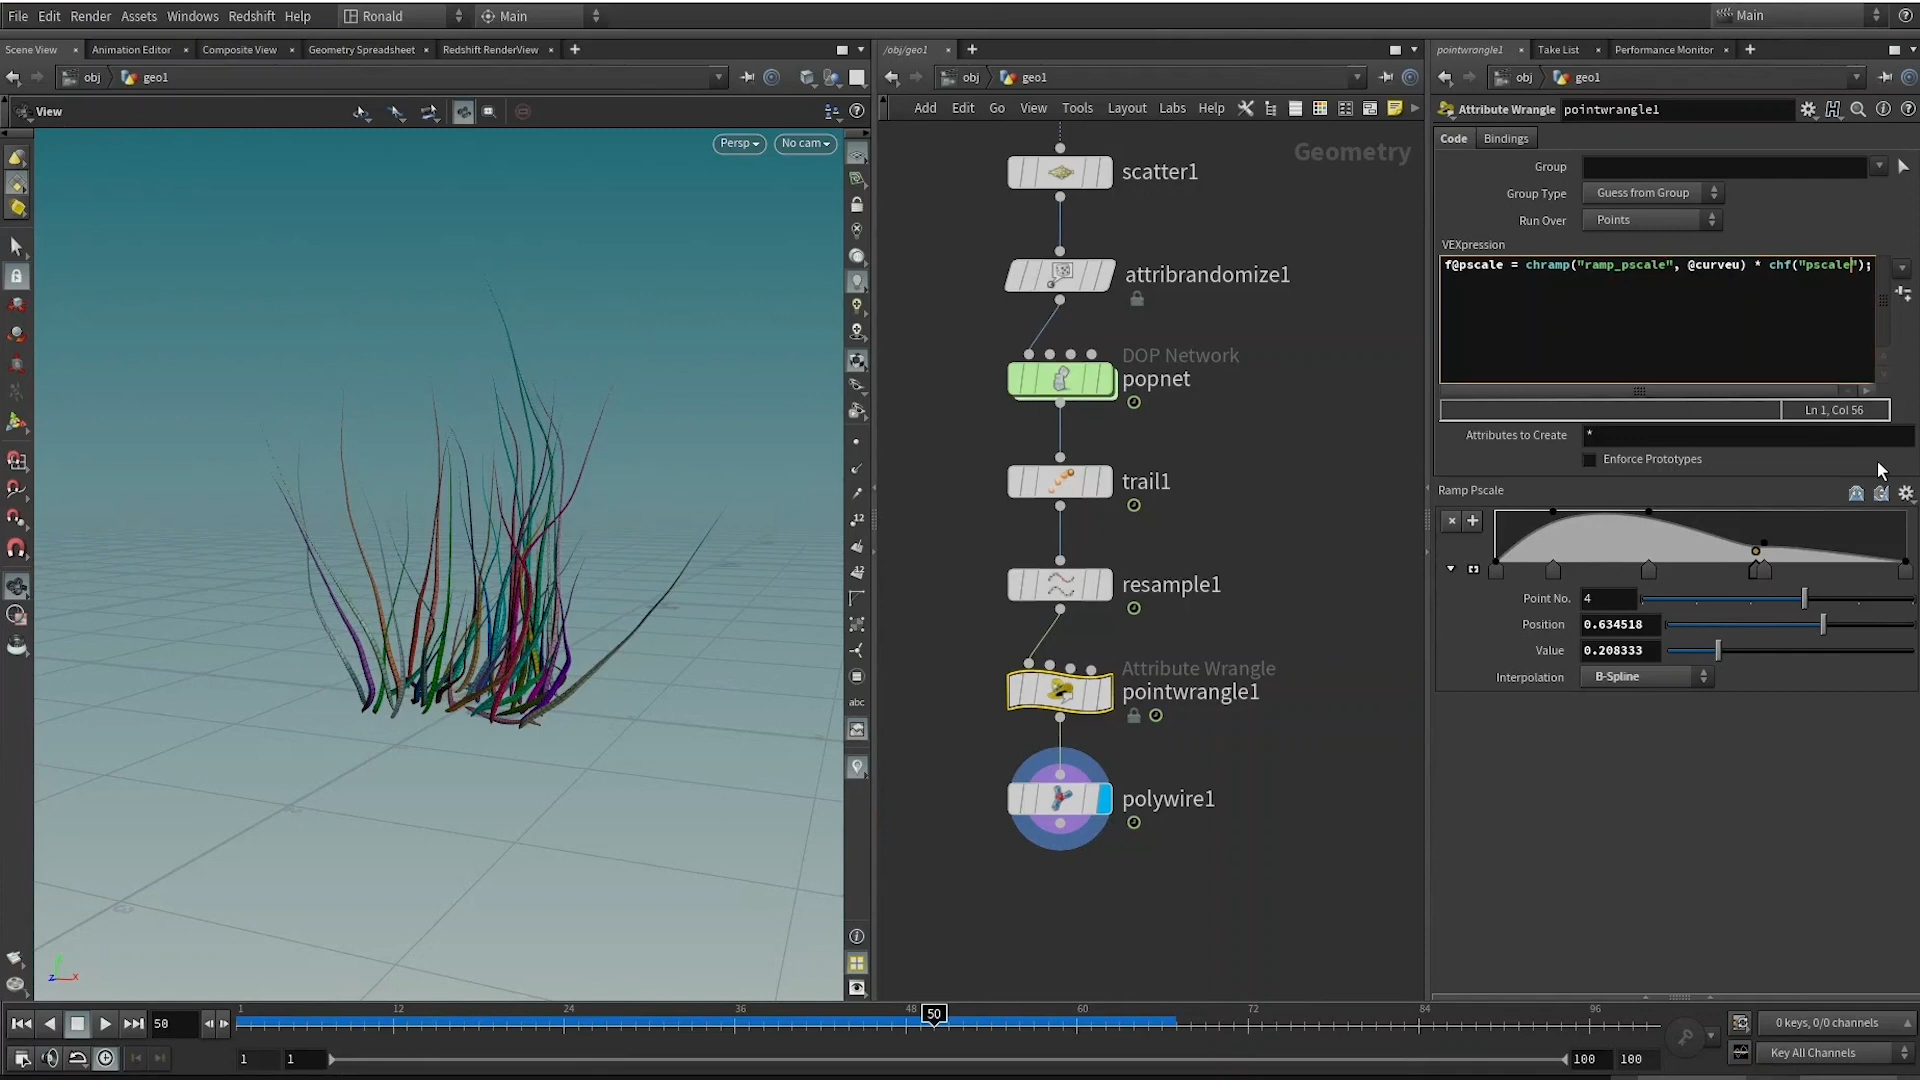 File Edit Render Assets Windows Redshift Help Ronald Main Main
Scene View Animation Editor Composite View Geometry Spreadsheet Redshift RenderView
obj geo1
View
Persp No cam
12
abc
z x
/obj/geo1
obj geo1
Add Edit Go View Tools Layout Labs Help
Geometry
scatter1
attribrandomize1
DOP Network
popnet
trail1
resample1
Attribute Wrangle
pointwrangle1
polywire1
pointwrangle1 Take List Performance Monitor
obj geo1
Attribute Wrangle pointwrangle1
Code Bindings
Group
Group Type Guess from Group
Run Over Points
VEXpression
f@pscale = chramp("ramp_pscale", @curveu) * chf("pscale");
Ln 1, Col 56
Attributes to Create *
Enforce Prototypes
Ramp Pscale
Point No. 4
Position 0.634518
Value 0.208333
Interpolation B-Spline
1 12 24 36 48 60 72 84 96
50 50
0 keys, 0/0 channels
1 1 100 100
Key All Channels